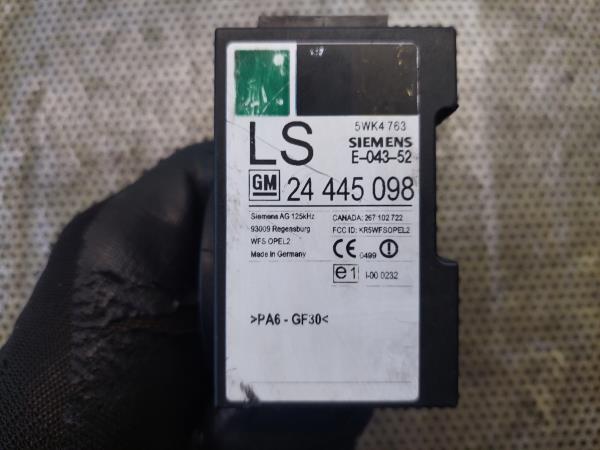 5WK4 763
LS SIEMENS
E-043-52
GM 24 445 098
Siemens AG 125kHz CANADA: 267 102 722
93009 Regensburg FCC ID: KR5WFSOPEL2
WFS OPEL2
Made in Germany CE 0499
e1 I-00 0232
>PA6 - GF30<